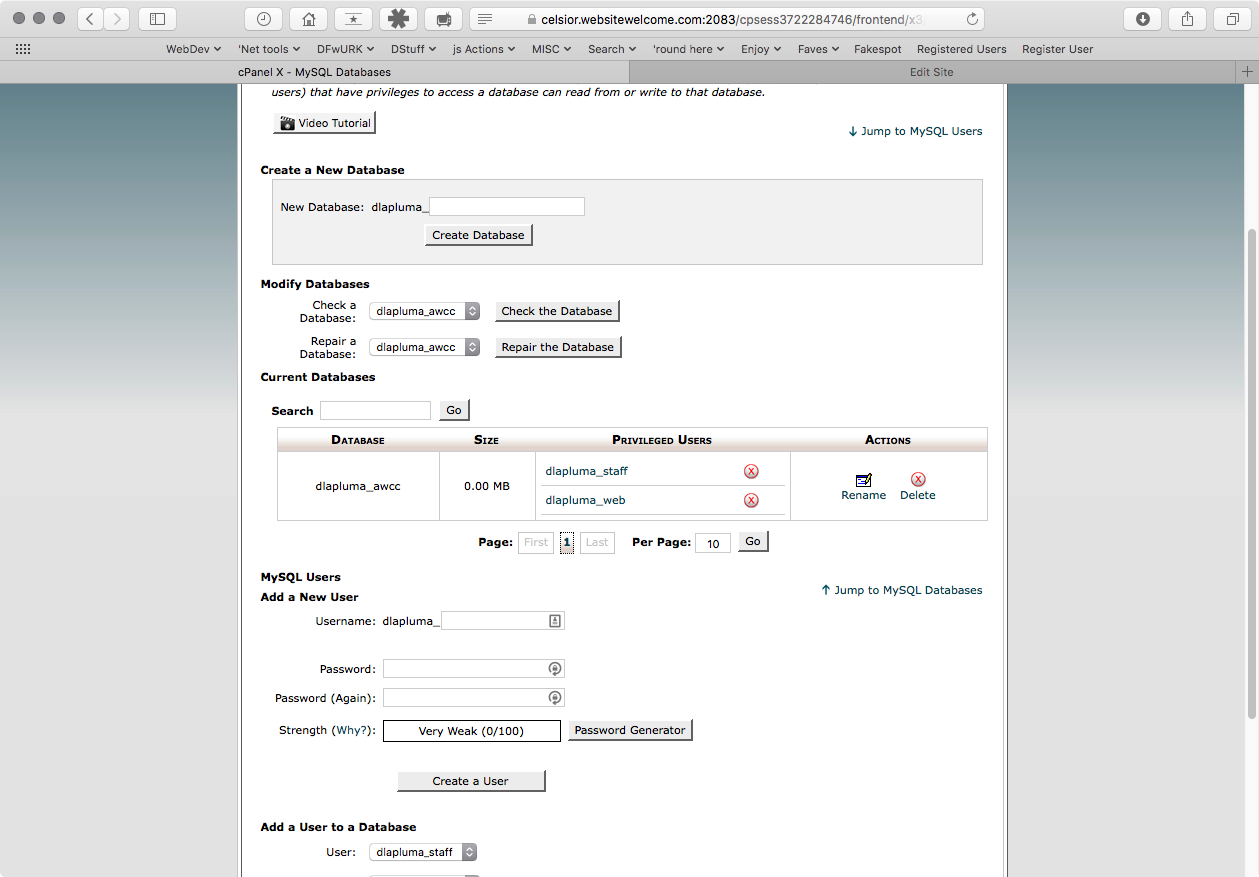 celsior.websitewelcome.com:2083/cpsess3722284746/frontend/x3
WebDev 'Net tools DFwURK DStuff js Actions MISC Search 'round here Enjoy Faves Fakespot Registered Users Register User
cPanel X - MySQL Databases Edit Site
users) that have privileges to access a database can read from or write to that database.
Video Tutorial
↓ Jump to MySQL Users
Create a New Database
New Database: dlapluma_
Create Database
Modify Databases
Check a Database: dlapluma_awcc Check the Database
Repair a Database: dlapluma_awcc Repair the Database
Current Databases
Search Go
Database Size Privileged Users Actions
dlapluma_staff X
dlapluma_awcc 0.00 MB Rename X Delete
dlapluma_web X
Page: First 1 Last Per Page: 10 Go
MySQL Users
↑ Jump to MySQL Databases
Add a New User
Username: dlapluma_
Password:
Password (Again):
Strength (Why?): Very Weak (0/100) Password Generator
Create a User
Add a User to a Database
User: dlapluma_staff